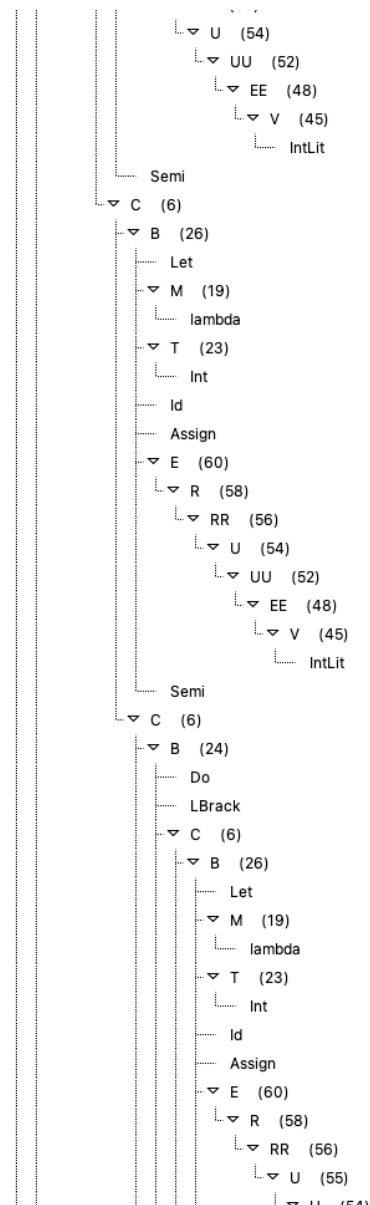 U (54)
UU (52)
EE (48)
V (45)
IntLit
Semi
C (6)
B (26)
Let
M (19)
lambda
T (23)
Int
Id
Assign
E (60)
R (58)
RR (56)
U (54)
UU (52)
EE (48)
V (45)
IntLit
Semi
C (6)
B (24)
Do
LBrack
C (6)
B (26)
Let
M (19)
lambda
T (23)
Int
Id
Assign
E (60)
R (58)
RR (56)
U (55)
U (54)